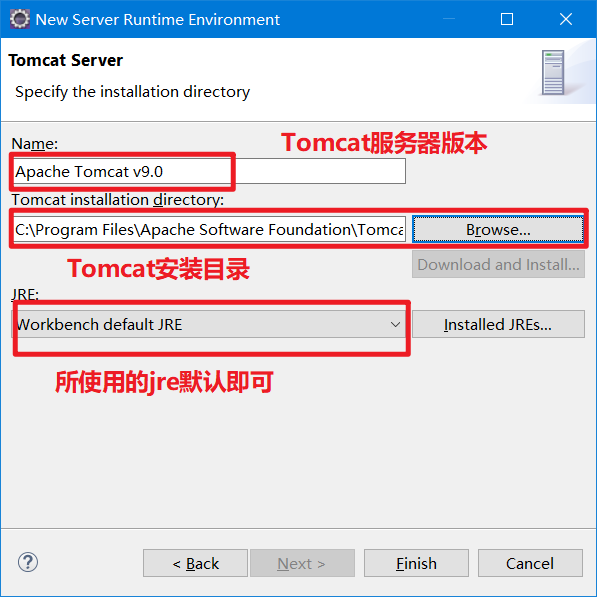 New Server Runtime Environment
Tomcat Server
Specify the installation directory
Name:
Tomcat服务器版本
Apache Tomcat v9.0
Tomcat installation directory:
C:\Program Files\Apache Software Foundation\Tomca
Browse...
Tomcat安装目录
Download and Install...
JRE:
Workbench default JRE
Installed JREs...
所使用的jre默认即可
?
< Back
Next >
Finish
Cancel